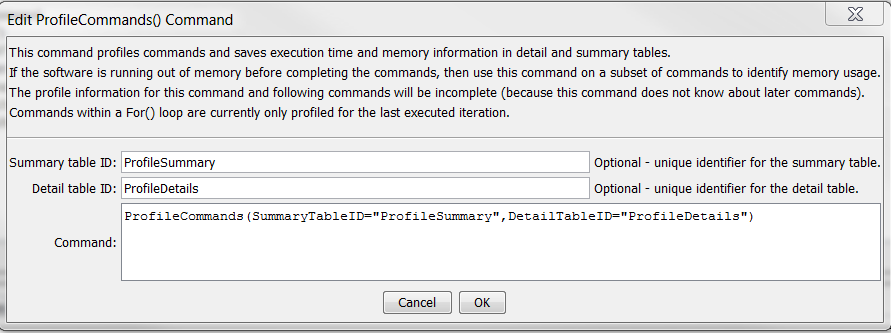 Edit ProfileCommands() Command
This command profiles commands and saves execution time and memory information in detail and summary tables.
If the software is running out of memory before completing the commands, then use this command on a subset of commands to identify memory usage.
The profile information for this command and following commands will be incomplete (because this command does not know about later commands).
Commands within a For() loop are currently only profiled for the last executed iteration.
Summary table ID: ProfileSummary Optional - unique identifier for the summary table.
Detail table ID: ProfileDetails Optional - unique identifier for the detail table.
ProfileCommands(SummaryTableID="ProfileSummary",DetailTableID="ProfileDetails")
Command:
Cancel OK